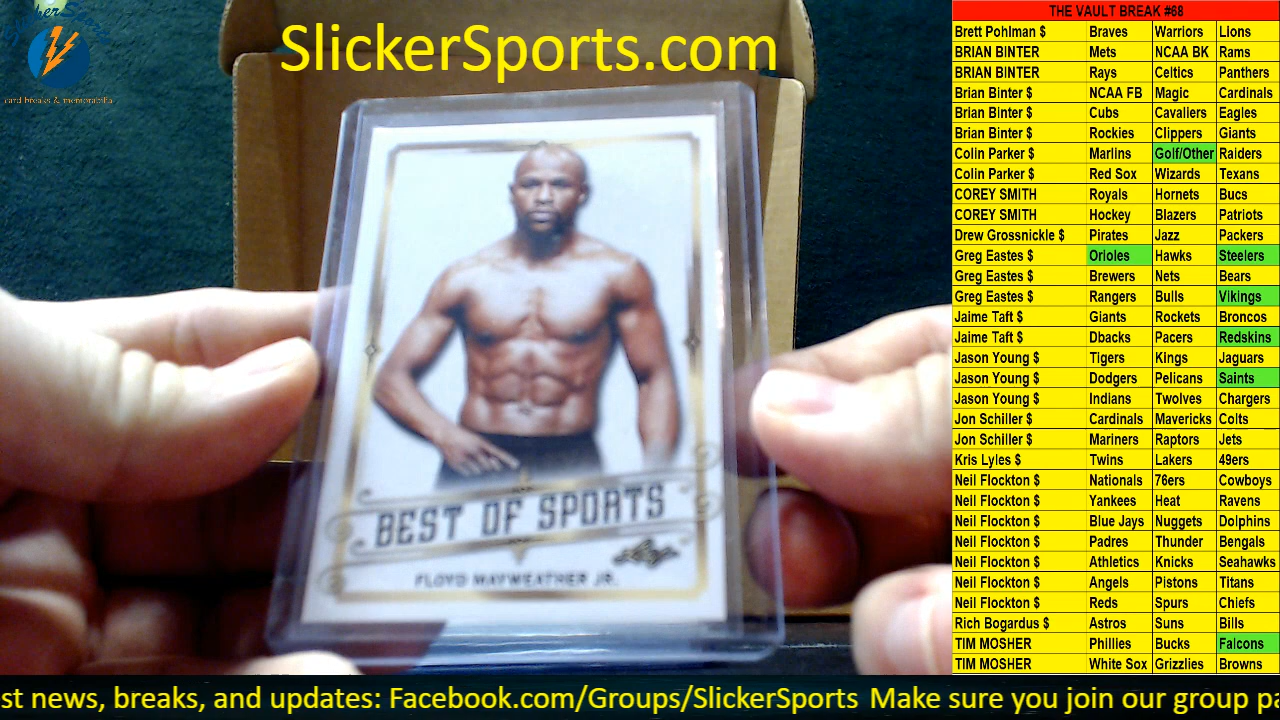 SlickerSports.com
card breaks & memorabilia
BEST OF SPORTS
Leaf
FLOYD MAYWEATHER JR.
THE VAULT BREAK #68
Brett Pohlman $ Braves Warriors Lions
BRIAN BINTER Mets NCAA BK Rams
BRIAN BINTER Rays Celtics Panthers
Brian Binter $ NCAA FB Magic Cardinals
Brian Binter $ Cubs Cavaliers Eagles
Brian Binter $ Rockies Clippers Giants
Colin Parker $ Marlins Golf/Other Raiders
Colin Parker $ Red Sox Wizards Texans
COREY SMITH Royals Hornets Bucs
COREY SMITH Hockey Blazers Patriots
Drew Grossnickle $ Pirates Jazz Packers
Greg Eastes $ Orioles Hawks Steelers
Greg Eastes $ Brewers Nets Bears
Greg Eastes $ Rangers Bulls Vikings
Jaime Taft $ Giants Rockets Broncos
Jaime Taft $ Dbacks Pacers Redskins
Jason Young $ Tigers Kings Jaguars
Jason Young $ Dodgers Pelicans Saints
Jason Young $ Indians Twolves Chargers
Jon Schiller $ Cardinals Mavericks Colts
Jon Schiller $ Mariners Raptors Jets
Kris Lyles $ Twins Lakers 49ers
Neil Flockton $ Nationals 76ers Cowboys
Neil Flockton $ Yankees Heat Ravens
Neil Flockton $ Blue Jays Nuggets Dolphins
Neil Flockton $ Padres Thunder Bengals
Neil Flockton $ Athletics Knicks Seahawks
Neil Flockton $ Angels Pistons Titans
Neil Flockton $ Reds Spurs Chiefs
Rich Bogardus $ Astros Suns Bills
TIM MOSHER Phillies Bucks Falcons
TIM MOSHER White Sox Grizzlies Browns
st news, breaks, and updates: Facebook.com/Groups/SlickerSports Make sure you join our group pa